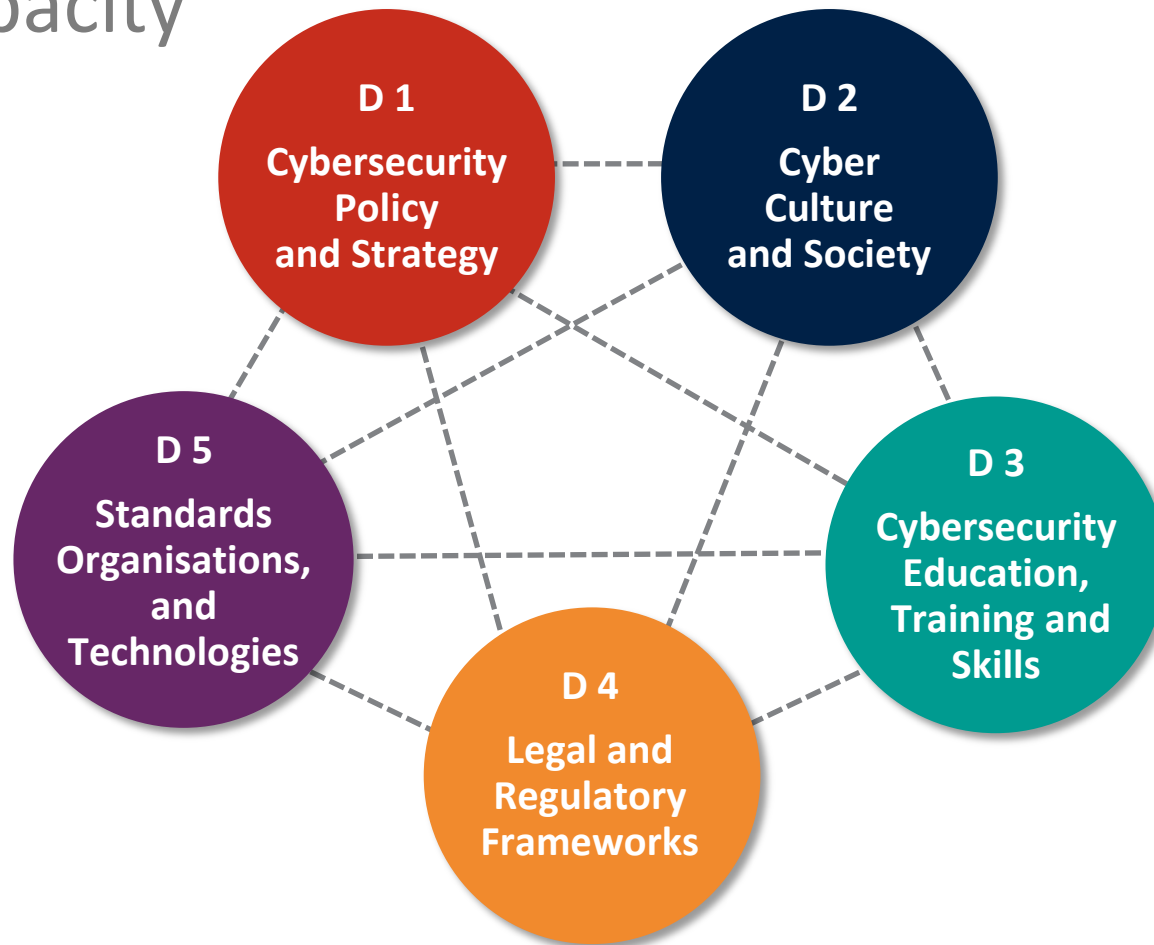 pacity
D 1
Cybersecurity
Policy
and Strategy
D 2
Cyber
Culture
and Society
D 5
Standards
Organisations,
and
Technologies
D 3
Cybersecurity
Education,
Training and
Skills
D 4
Legal and
Regulatory
Frameworks